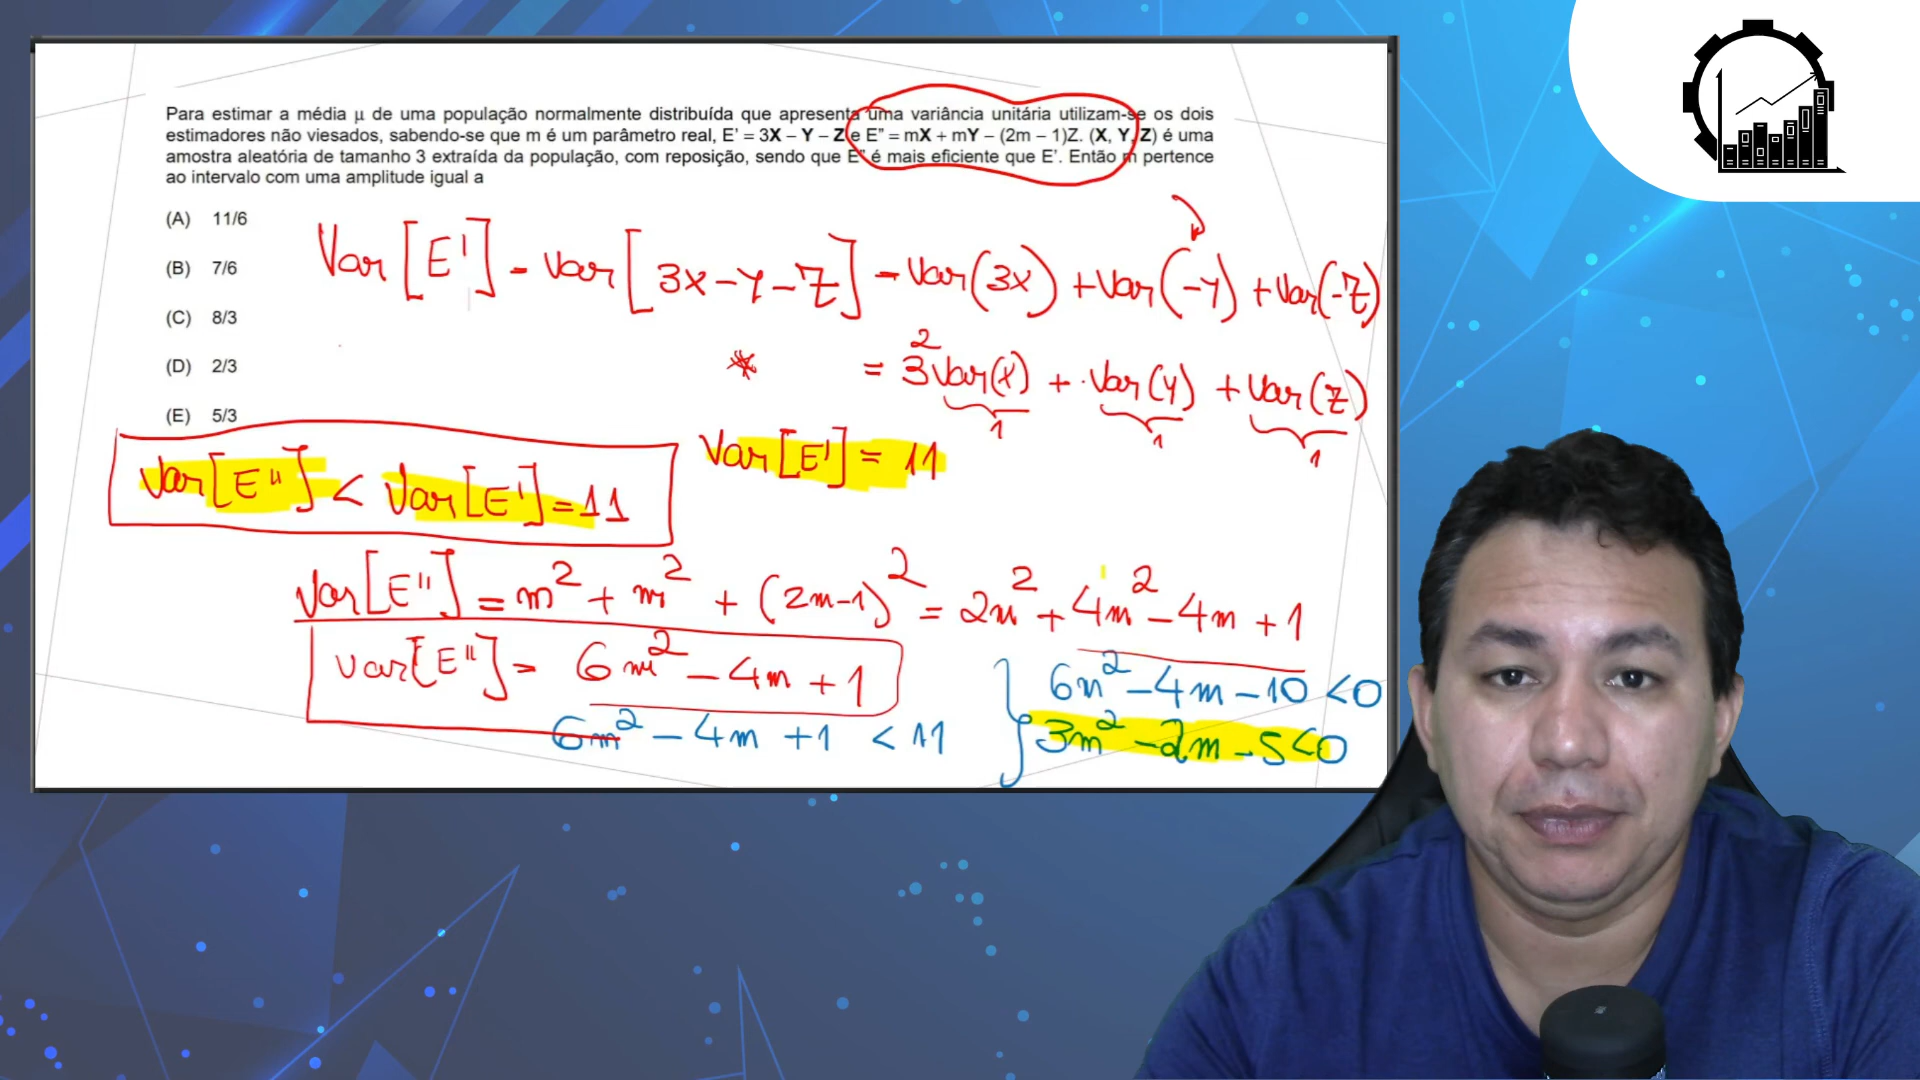 Para estimar a média μ de uma população normalmente distribuída que apresenta uma variância unitária utilizam-se os dois
estimadores não viesados, sabendo-se que m é um parâmetro real, E' = 3X – Y – Z e E" = mX + mY – (2m – 1)Z. (X, Y, Z) é uma
amostra aleatória de tamanho 3 extraída da população, com reposição, sendo que E" é mais eficiente que E'. Então m pertence
ao intervalo com uma amplitude igual a
(A) 11/6
(B) 7/6
(C) 8/3
(D) 2/3
(E) 5/3
Var[E'] = Var[3X-Y-Z] = Var(3X) + Var(-Y) + Var(-Z)
* = 3² Var(X) + Var(Y) + Var(Z)
1 1 1
Var[E'] = 11
Var[E"] < Var[E'] = 11
Var[E"] = m² + m² + (2m-1)² = 2m² + 4m² - 4m + 1
Var[E"] = 6m² - 4m + 1
6m² - 4m + 1 < 11
6m² - 4m - 10 < 0
3m² - 2m - 5 < 0